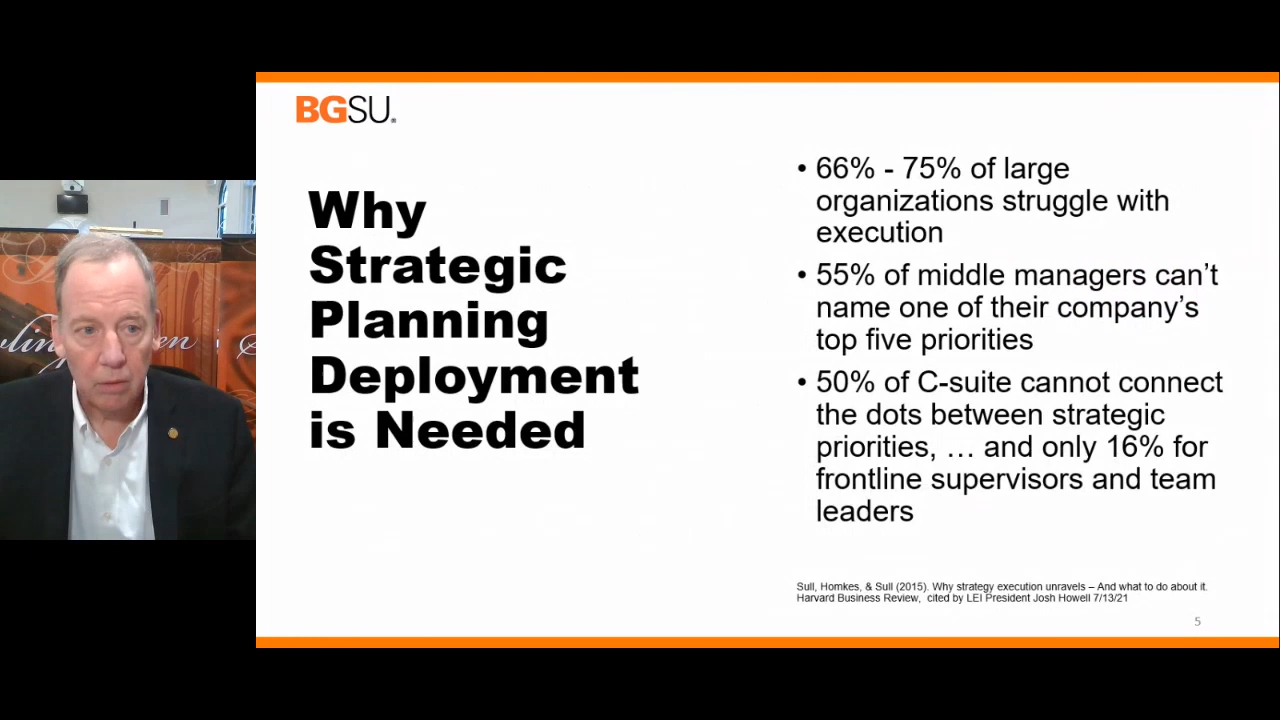 BGSU®
Why
Strategic
Planning
Deployment
is Needed
• 66% - 75% of large
organizations struggle with
execution
• 55% of middle managers can’t
name one of their company’s
top five priorities
• 50% of C-suite cannot connect
the dots between strategic
priorities, … and only 16% for
frontline supervisors and team
leaders
Sull, Homkes, & Sull (2015). Why strategy execution unravels – And what to do about it.
Harvard Business Review, cited by LEI President Josh Howell 7/13/21
5